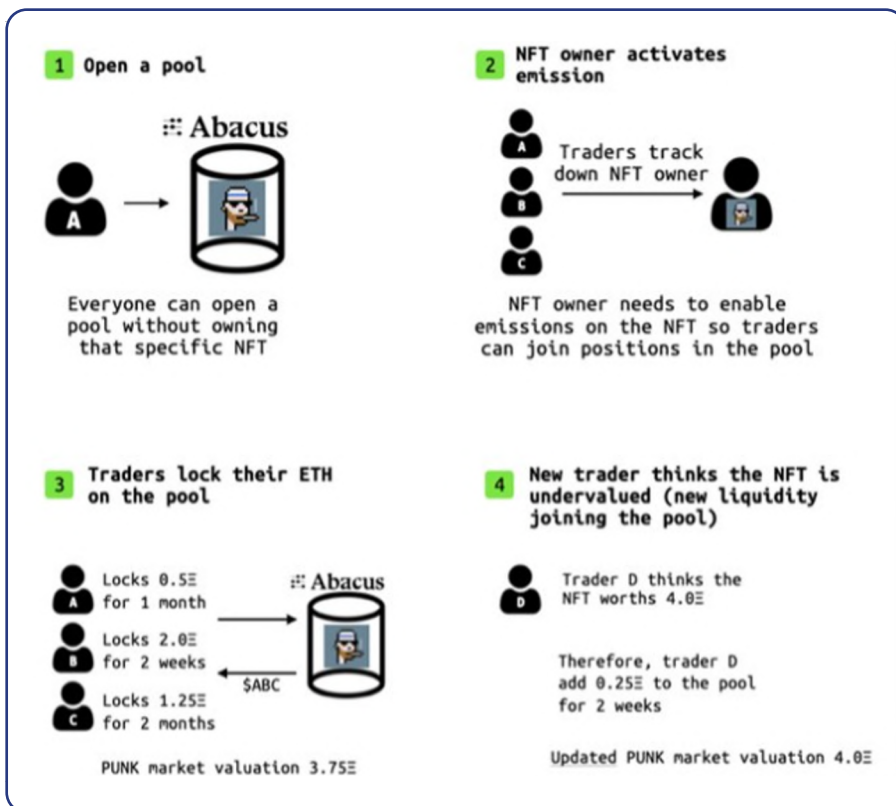 1 Open a pool
Abacus
A
Everyone can open a
pool without owning
that specific NFT
2 NFT owner activates
emission
A
B
C
Traders track
down NFT owner
NFT owner needs to enable
emissions on the NFT so traders
can join positions in the pool
3 Traders lock their ETH
on the pool
A
Locks 0.5Ξ
for 1 month
B
Locks 2.0Ξ
for 2 weeks
C
Locks 1.25Ξ
for 2 months
Abacus
$ABC
PUNK market valuation 3.75Ξ
4 New trader thinks the NFT is
undervalued (new liquidity
joining the pool)
D
Trader D thinks the
NFT worths 4.0Ξ
Therefore, trader D
add 0.25Ξ to the pool
for 2 weeks
Updated PUNK market valuation 4.0Ξ